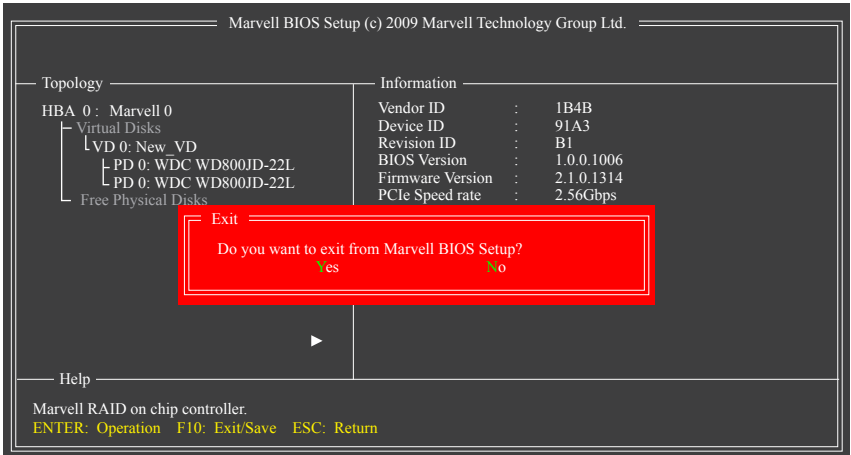 Marvell BIOS Setup (c) 2009 Marvell Technology Group Ltd.
Topology
HBA 0 : Marvell 0
Virtual Disks
VD 0: New_VD
PD 0: WDC WD800JD-22L
PD 0: WDC WD800JD-22L
Free Physical Disks
Information
Vendor ID : 1B4B
Device ID : 91A3
Revision ID : B1
BIOS Version : 1.0.0.1006
Firmware Version : 2.1.0.1314
PCIe Speed rate : 2.56Gbps
Exit
Do you want to exit from Marvell BIOS Setup?
Yes No
Help
Marvell RAID on chip controller.
ENTER: Operation F10: Exit/Save ESC: Return